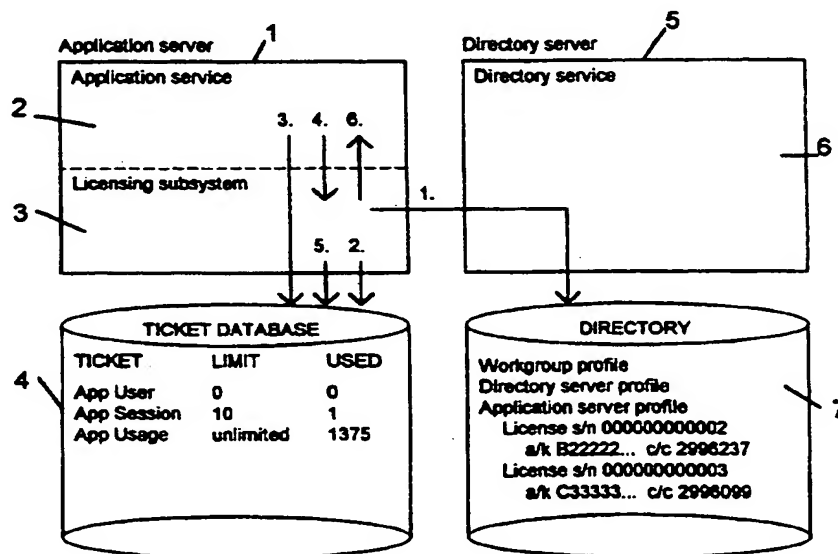 Application server
1
Application service
2
3. 4. 6.
Licensing subsystem
3
1.
5. 2.
Directory server
5
Directory service
6
TICKET DATABASE
TICKET LIMIT USED
4
App User 0 0
App Session 10 1
App Usage unlimited 1375
DIRECTORY
Workgroup profile
Directory server profile
Application server profile
7
License s/n 000000000002
a/k B22222... c/c 2996237
License s/n 000000000003
a/k C33333... c/c 2996099